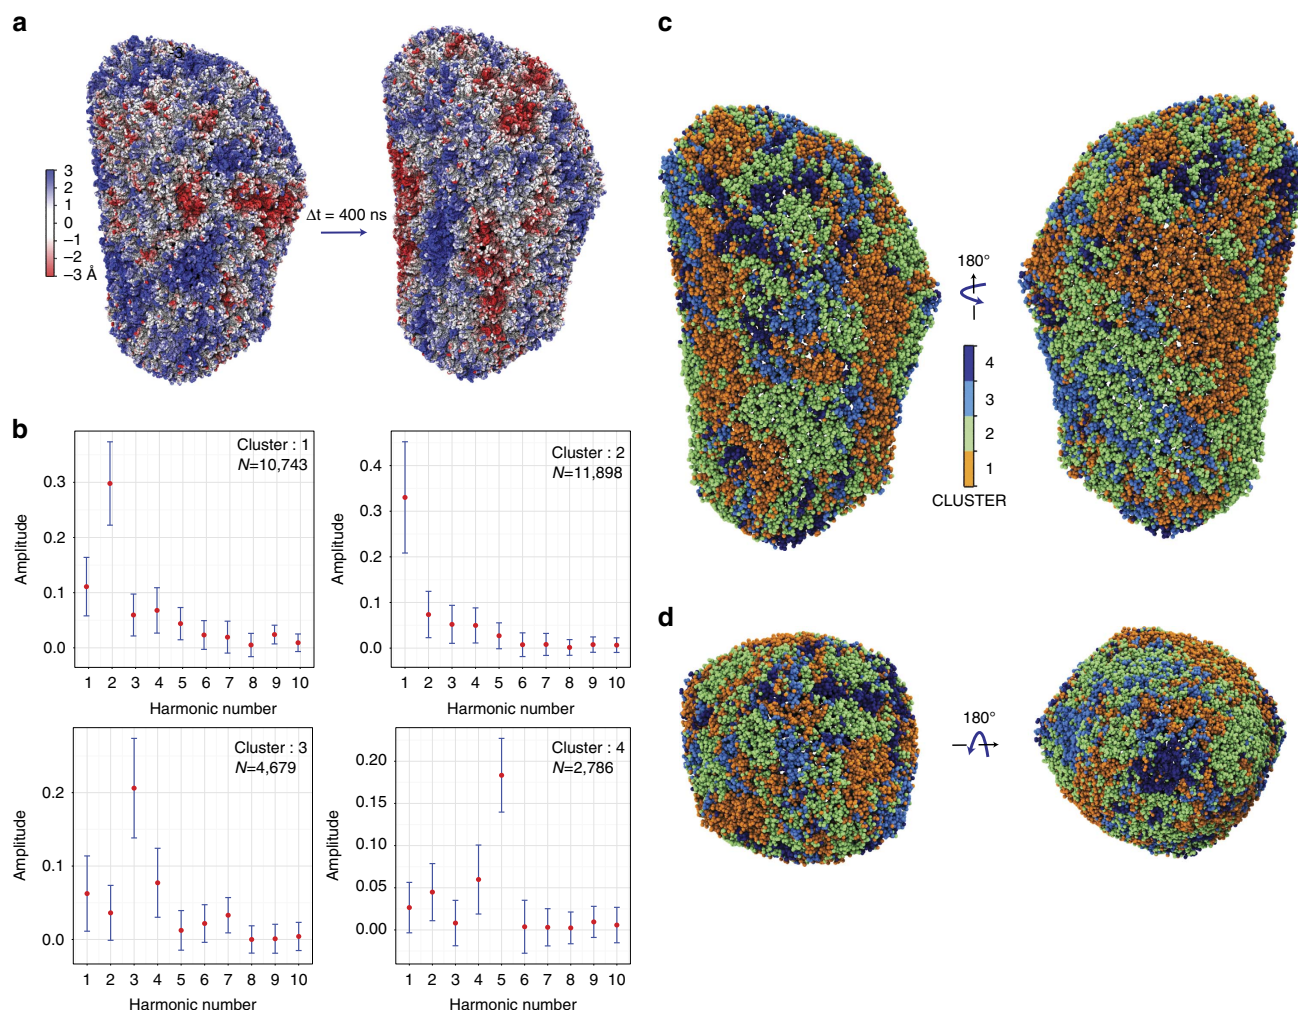 a
3
2
1
0
−1
−2
−3 Å
Δt = 400 ns
b
Cluster : 1
N=10,743
0.3
0.2
0.1
0.0
Amplitude
1 2 3 4 5 6 7 8 9 10
Harmonic number
Cluster : 2
N=11,898
0.4
0.3
0.2
0.1
0.0
Amplitude
1 2 3 4 5 6 7 8 9 10
Harmonic number
Cluster : 3
N=4,679
0.2
0.1
0.0
Amplitude
1 2 3 4 5 6 7 8 9 10
Harmonic number
Cluster : 4
N=2,786
0.20
0.15
0.10
0.05
0.00
Amplitude
1 2 3 4 5 6 7 8 9 10
Harmonic number
c
180°
4
3
2
1
CLUSTER
d
180°